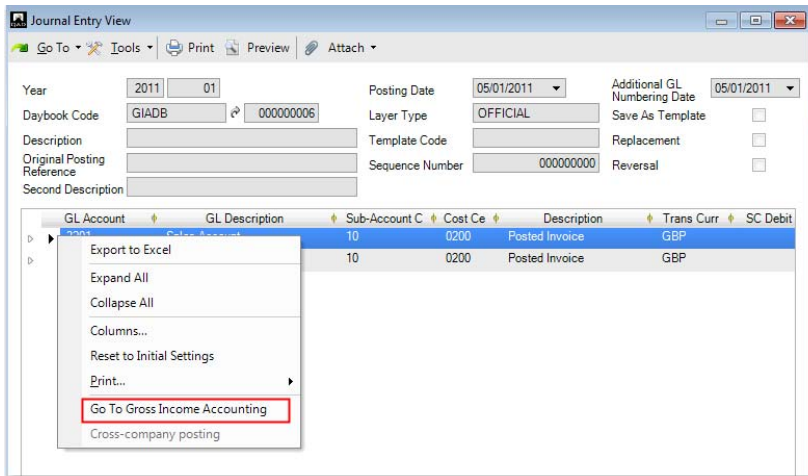 Journal Entry View
Go To Tools Print Preview Attach
Year 2011 01 Posting Date 05/01/2011 Additional GL Numbering Date 05/01/2011
Daybook Code GIADB 000000006 Layer Type OFFICIAL Save As Template
Description Template Code Replacement
Original Posting Reference Sequence Number 000000000 Reversal
Second Description
GL Account GL Description Sub-Account C Cost Ce Description Trans Curr SC Debit
Sales Account 10 0200 Posted Invoice GBP
10 0200 Posted Invoice GBP
Export to Excel
Expand All
Collapse All
Columns...
Reset to Initial Settings
Print...
Go To Gross Income Accounting
Cross-company posting